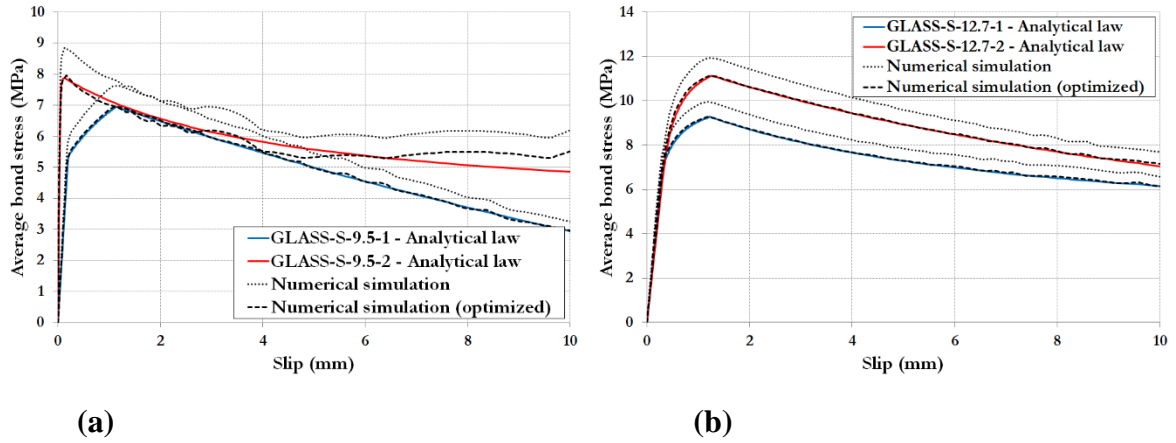 10
9
8
7
6
5
4
3
2
1
0
Average bond stress (MPa)
GLASS-S-9.5-1 - Analytical law
GLASS-S-9.5-2 - Analytical law
Numerical simulation
Numerical simulation (optimized)
0 2 4 6 8 10
Slip (mm)
(a)
14
12
10
8
6
4
2
0
Average bond stress (MPa)
GLASS-S-12.7-1 - Analytical law
GLASS-S-12.7-2 - Analytical law
Numerical simulation
Numerical simulation (optimized)
0 2 4 6 8 10
Slip (mm)
(b)